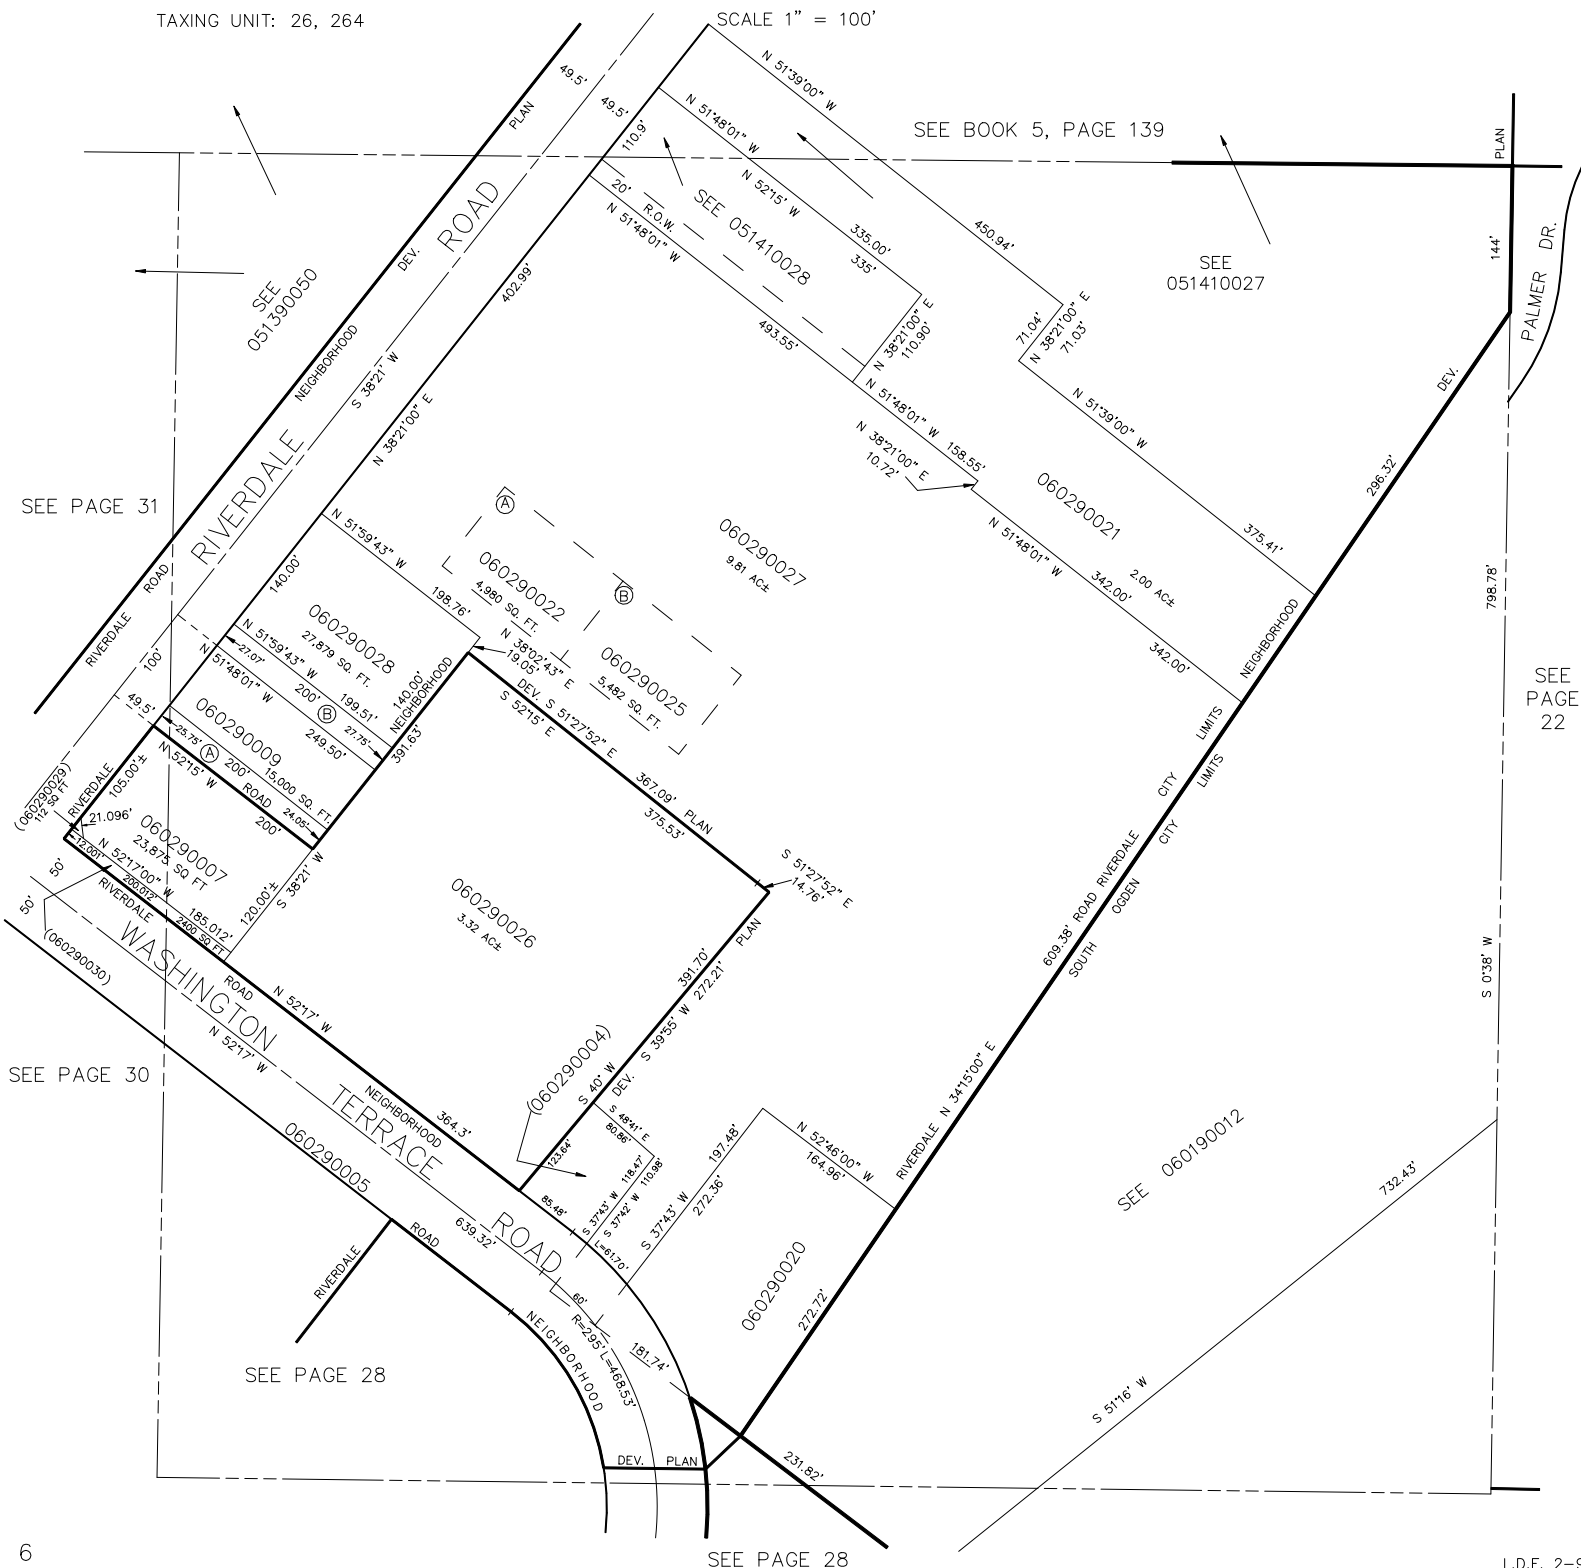 TAXING UNIT: 26, 264
SCALE 1" = 100'
49.5'
49.5'
110.9'
N 51°39'00" W
N 51°48'01" W
SEE BOOK 5, PAGE 139
PLAN
PLAN
DEV.
ROAD
N 52°15' W
20'
R.O.W.
N 51°48'01" W
SEE 051410028
335.00'
335'
450.94'
SEE
051410027
144'
PALMER DR.
SEE
051390050
402.99'
493.55'
N 38°21'00" E
110.90'
71.04'
N 38°21'00" E
71.03'
NEIGHBORHOOD
S 38°21' W
N 38°21'00" E
N 51°48'01" W
158.55'
N 38°21'00" E
10.72'
N 51°39'00" W
DEV.
296.32'
SEE PAGE 31
RIVERDALE
N 51°59'43" W
A
060290027
9.81 AC±
060290021
2.00 AC±
375.41'
N 51°48'01" W
342.00'
342.00'
798.78'
NEIGHBORHOOD
ROAD
RIVERDALE
140.00'
198.76'
060290022
4,980 SQ. FT.
B
060290028
27,879 SQ. FT.
N 38°02'43" E
19.05'
060290025
5,482 SQ. FT.
SEE
PAGE
22
100'
27.07'
N 51°59'43" W
N 51°48'01" W
200'
199.51'
B
140.00'
NEIGHBORHOOD
391.63'
DEV. S 51°27'52" E
S 52°15' E
49.5'
060290009
15,000 SQ. FT.
249.50'
27.75'
25.75'
A
200'
N 52°15' W
ROAD
24.05'
200'
367.09'
375.53'
PLAN
LIMITS
CITY
LIMITS
CITY
(060290029)
112 SQ FT
RIVERDALE
105.00'±
21.096'
060290007
23,875 SQ FT
12.001'
N 52°17'00" W
200.012'
185.012'
2400 SQ FT
RIVERDALE
120.00'±
S 38°21' W
50'
50'
S 51°27'52" E
14.76'
060290026
3.32 AC±
PLAN
609.38' ROAD RIVERDALE
SOUTH OGDEN
S 0°38' W
(060290030)
WASHINGTON
ROAD
N 52°17' W
N 52°17' W
391.70'
S 39°55' W 272.21'
SEE PAGE 30
(060290004)
S 40° W
DEV.
TERRACE
NEIGHBORHOOD
364.3'
060290005
S 48°41' E
80.86'
123.64'
118.47'
S 37°43' W
S 37°42' W 110.98'
197.48'
S 37°43' W
272.36'
N 52°46'00" W
164.96'
RIVERDALE N 34°15'00" E
SEE 060190012
732.43'
85.48'
L=61.70'
ROAD
639.32'
ROAD
RIVERDALE
060290020
272.72'
60'
R=295' L=468.53'
NEIGHBORHOOD
181.74'
SEE PAGE 28
S 51°16' W
DEV. PLAN
231.82'
6
SEE PAGE 28